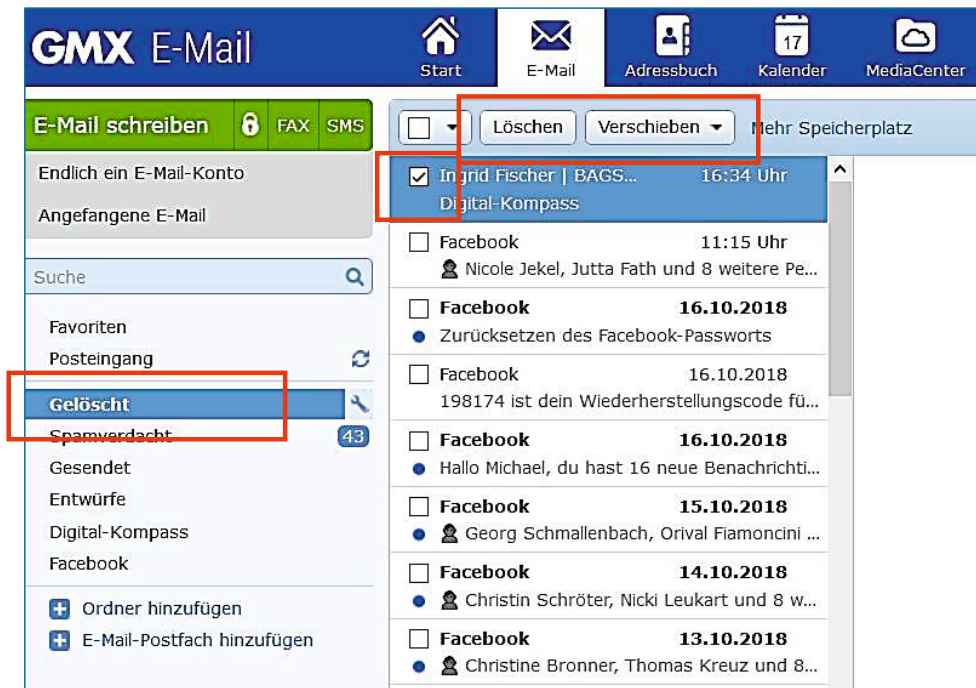 GMX E-Mail
Start
E-Mail
Adressbuch
17
Kalender
MediaCenter
E-Mail schreiben
FAX
SMS
Endlich ein E-Mail-Konto
Angefangene E-Mail
Suche
Favoriten
Posteingang
Gelöscht
Spamverdacht 43
Gesendet
Entwürfe
Digital-Kompass
Facebook
Ordner hinzufügen
E-Mail-Postfach hinzufügen
Löschen
Verschieben
Mehr Speicherplatz
Ingrid Fischer | BAGS... 16:34 Uhr
Digital-Kompass
Facebook 11:15 Uhr
Nicole Jekel, Jutta Fath und 8 weitere Pe...
Facebook 16.10.2018
Zurücksetzen des Facebook-Passworts
Facebook 16.10.2018
198174 ist dein Wiederherstellungscode fü...
Facebook 16.10.2018
Hallo Michael, du hast 16 neue Benachrichti...
Facebook 15.10.2018
Georg Schmallenbach, Orival Fiamoncini ...
Facebook 14.10.2018
Christin Schröter, Nicki Leukart und 8 w...
Facebook 13.10.2018
Christine Bronner, Thomas Kreuz und 8...